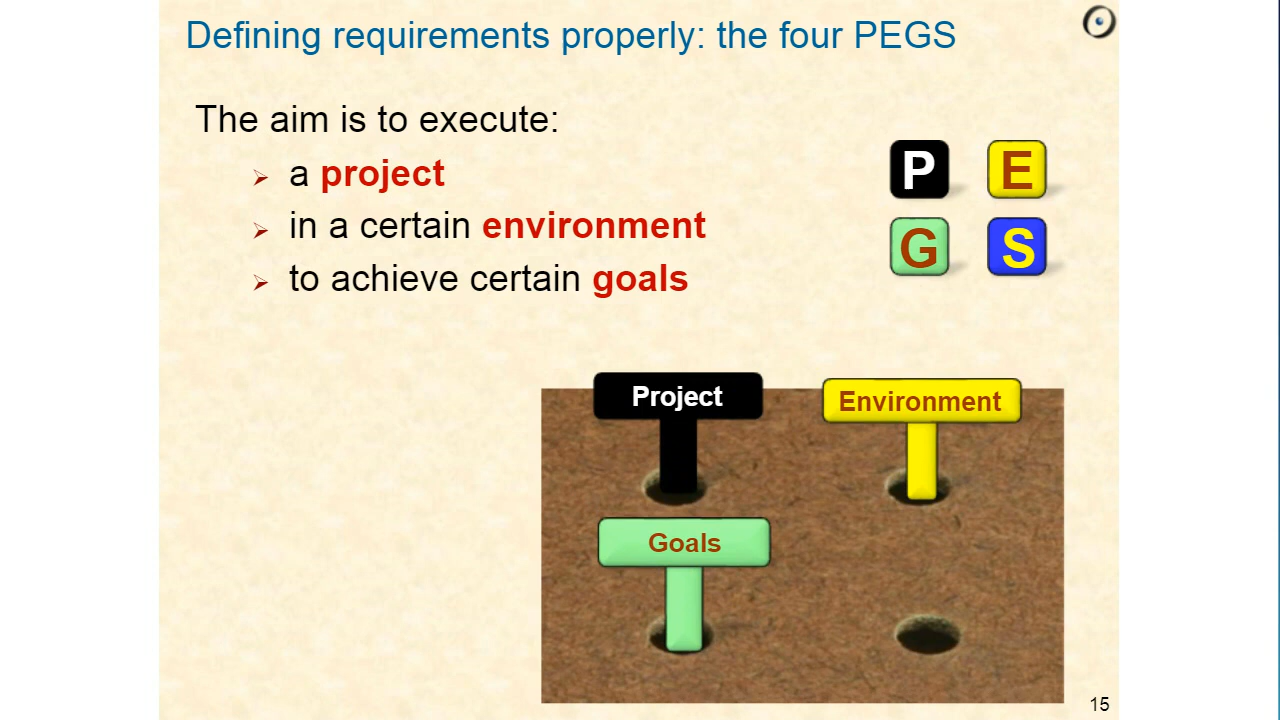 Defining requirements properly: the four PEGS
The aim is to execute:
a project
in a certain environment
to achieve certain goals
P E
G S
Project
Environment
Goals
15